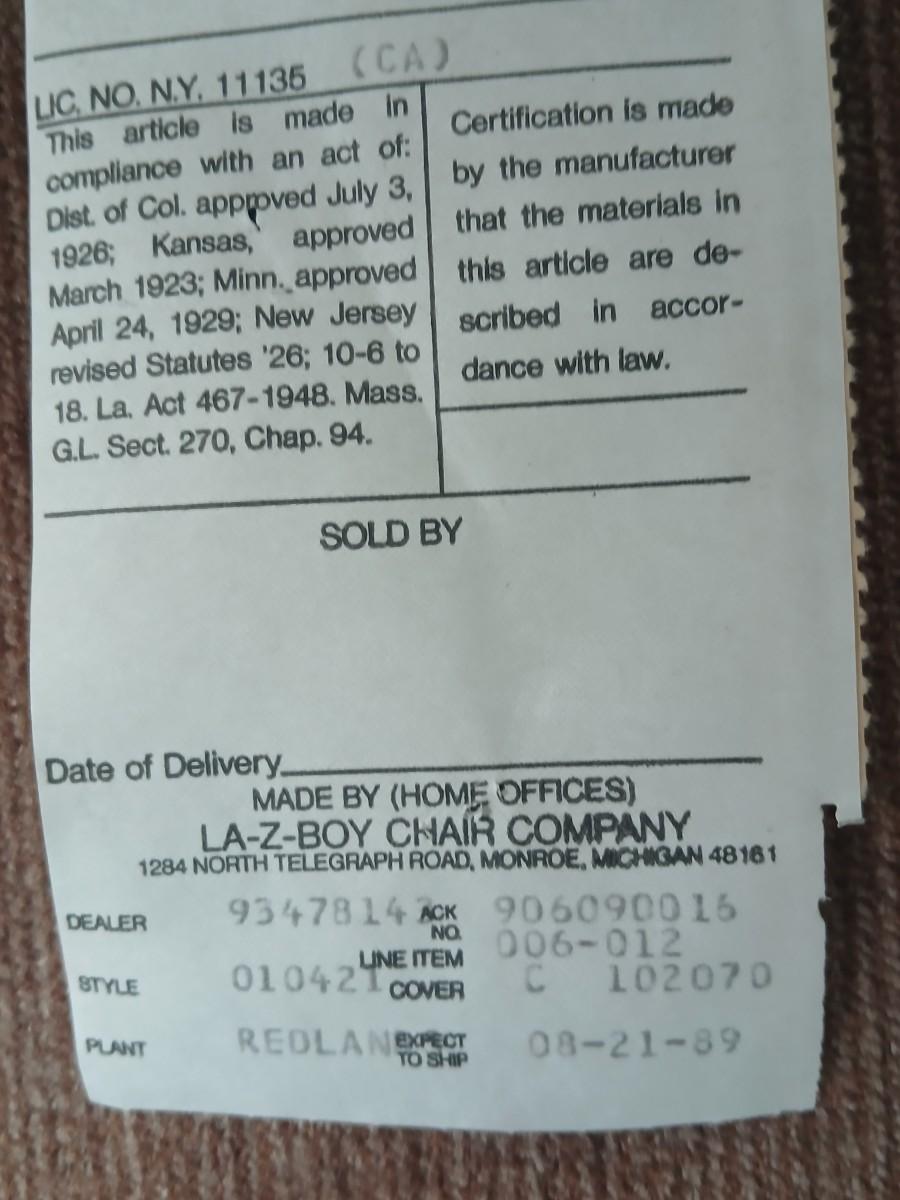 (CA)
LIC. NO. N.Y. 11135
This article is made in
compliance with an act of:
Dist. of Col. approved July 3,
1926; Kansas, approved
March 1923; Minn. approved
April 24, 1929; New Jersey
revised Statutes '26; 10-6 to
18. La. Act 467-1948. Mass.
G.L. Sect. 270, Chap. 94.
Certification is made
by the manufacturer
that the materials in
this article are de-
scribed in accor-
dance with law.
SOLD BY
Date of Delivery
MADE BY (HOME OFFICES)
LA-Z-BOY CHAIR COMPANY
1284 NORTH TELEGRAPH ROAD, MONROE, MICHIGAN 48161
DEALER ACK NO. 906090016
LINE ITEM 006-012
STYLE 010421 COVER C 102070
PLANT REDLAN EXPECT TO SHIP 08-21-89